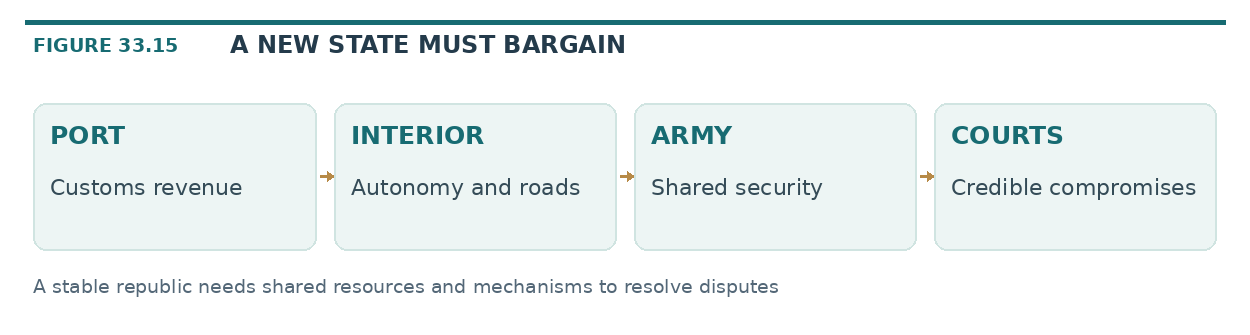 FIGURE 33.15 A NEW STATE MUST BARGAIN
PORT
Customs revenue
INTERIOR
Autonomy and roads
ARMY
Shared security
COURTS
Credible compromises
A stable republic needs shared resources and mechanisms to resolve disputes